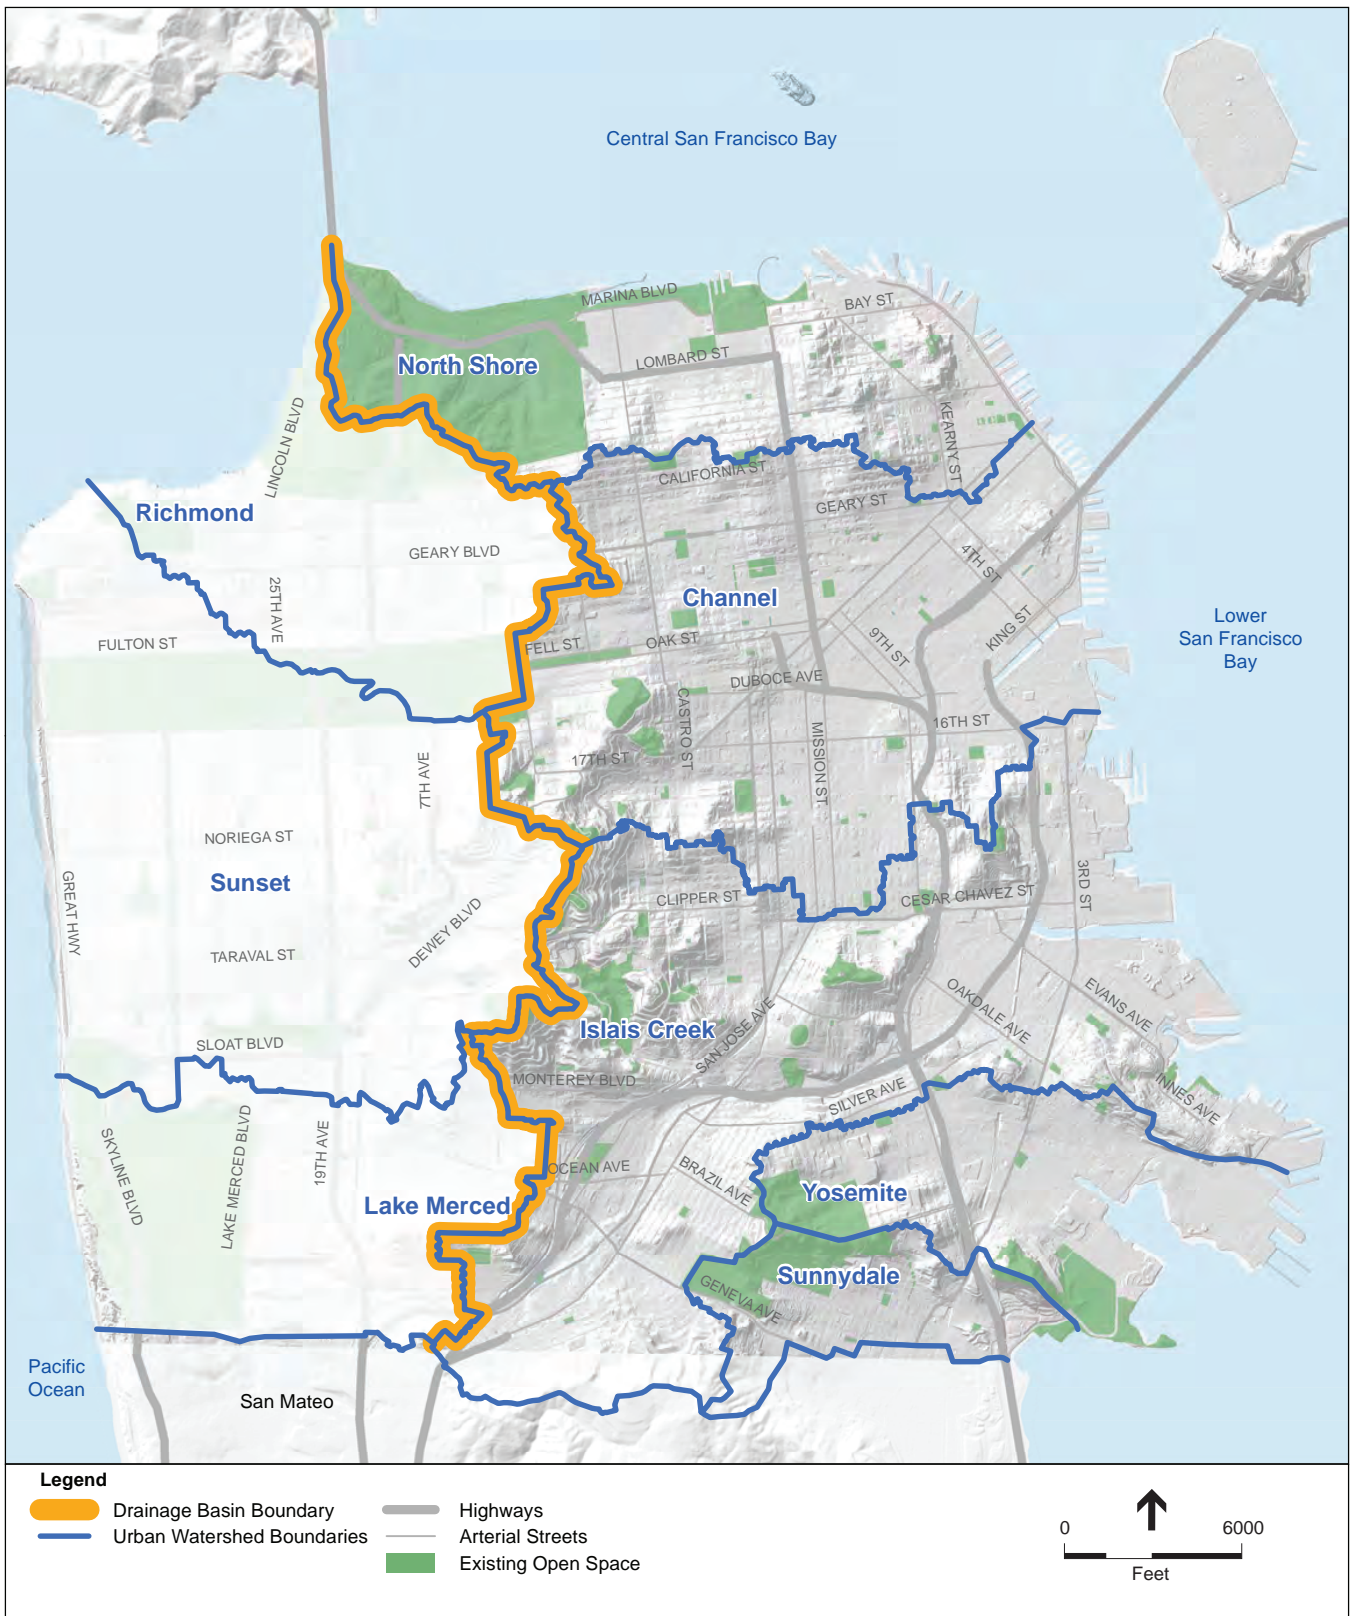 Central San Francisco Bay
MARINA BLVD
BAY ST
LOMBARD ST
North Shore
KEARNY ST
LINCOLN BLVD
CALIFORNIA ST
Richmond
GEARY ST
GEARY BLVD
4TH ST
25TH AVE
Channel
KING ST
Lower
San Francisco
Bay
FULTON ST
FELL ST
OAK ST
9TH ST
DUBOCE AVE
CASTRO ST
16TH ST
MISSION ST
17TH ST
7TH AVE
NORIEGA ST
Sunset
GREAT HWY
CLIPPER ST
CESAR CHAVEZ ST
3RD ST
DEWEY BLVD
TARAVAL ST
OAKDALE AVE
EVANS AVE
Islais Creek
SAN JOSE AVE
SLOAT BLVD
MONTEREY BLVD
SILVER AVE
INNES AVE
SKYLINE BLVD
LAKE MERCED BLVD
19TH AVE
OCEAN AVE
BRAZIL AVE
Lake Merced
Yosemite
Sunnydale
GENEVA AVE
Pacific
Ocean
San Mateo
Legend
Drainage Basin Boundary
Urban Watershed Boundaries
Highways
Arterial Streets
Existing Open Space
0 6000
Feet